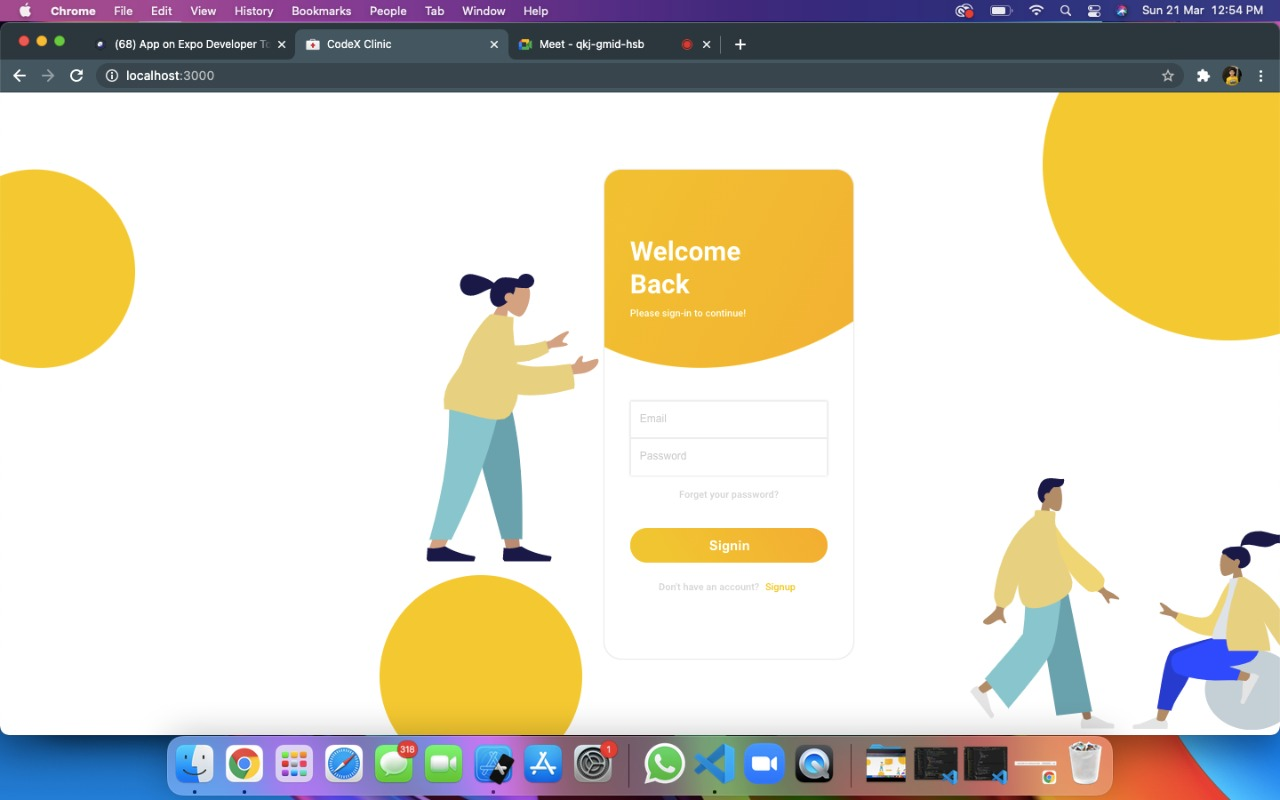 Chrome File Edit View History Bookmarks People Tab Window Help Sun 21 Mar 12:54 PM
(68) App on Expo Developer To CodeX Clinic Meet - qkj-gmid-hsb
localhost:3000
Welcome
Back
Please sign-in to continue!
Email
Password
Forget your password?
Signin
Don't have an account? Signup
318
1